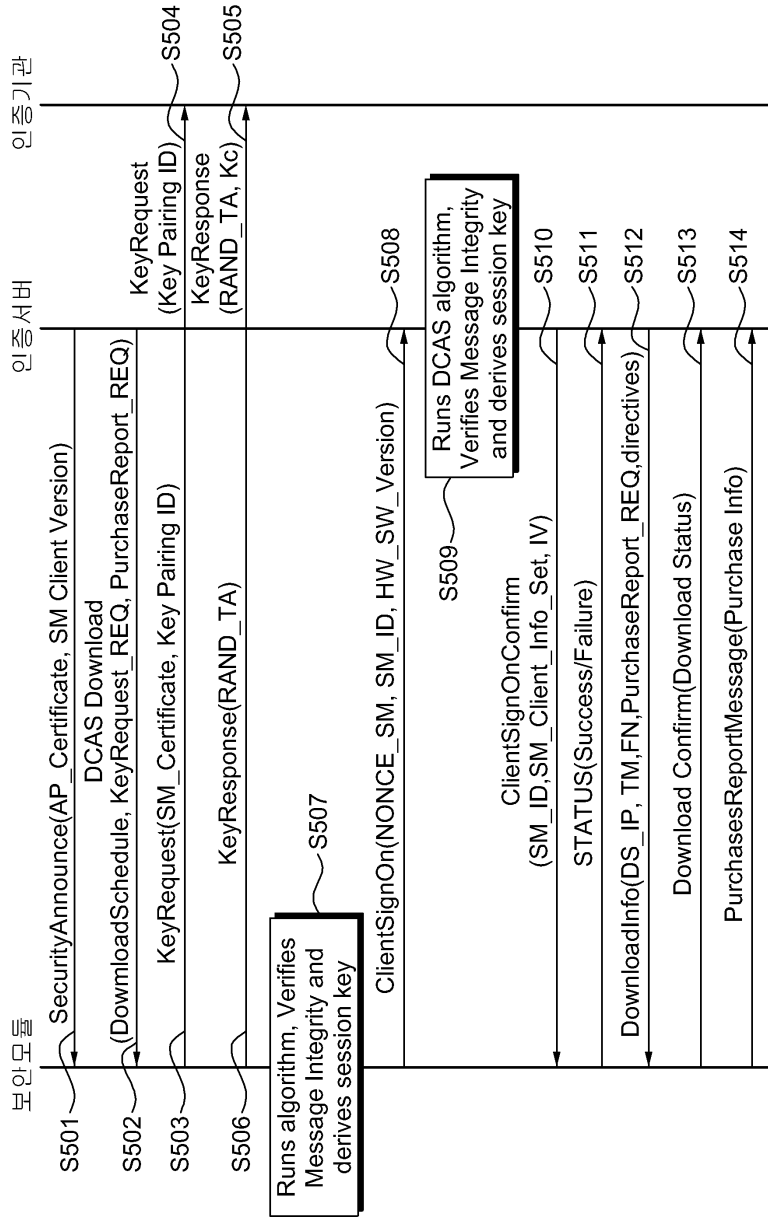 보안모듈
인증서버
인증기관
S501
SecurityAnnounce(AP_Certificate, SM Client Version)
S502
DCAS Download
(DowmloadSchedule, KeyRequest_REQ, PurchaseReport_REQ)
S503
KeyRequest(SM_Certificate, Key Pairing ID)
KeyRequest
(Key Pairing ID)
S504
S506
KeyResponse(RAND_TA)
KeyResponse
(RAND_TA, Kc)
S505
Runs algorithm, Verifies
Message Integrity and
derives session key
S507
ClientSignOn(NONCE_SM, SM_ID, HW_SW_Version)
S508
S509
Runs DCAS algorithm,
Verifies Message Integrity
and derives session key
ClientSignOnConfirm
(SM_ID,SM_Client_Info_Set, IV)
S510
STATUS(Success/Failure)
S511
DownloadInfo(DS_IP, TM,FN,PurchaseReport_REQ,directives)
S512
Download Confirm(Download Status)
S513
PurchasesReportMessage(Purchase Info)
S514